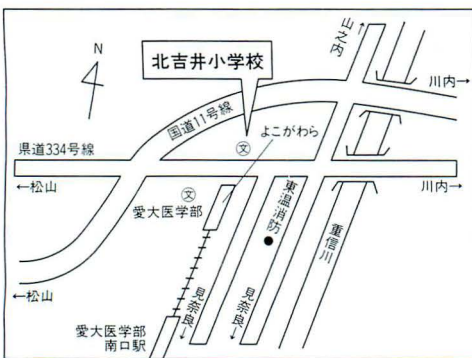 山之内
N
北吉井小学校
川内→
国道11号線
よこがわら
県道334号線
文
←松山
川内→
文
愛大医学部
東温消防
重信川
←松山
見奈良
見奈良
愛大医学部
南口駅